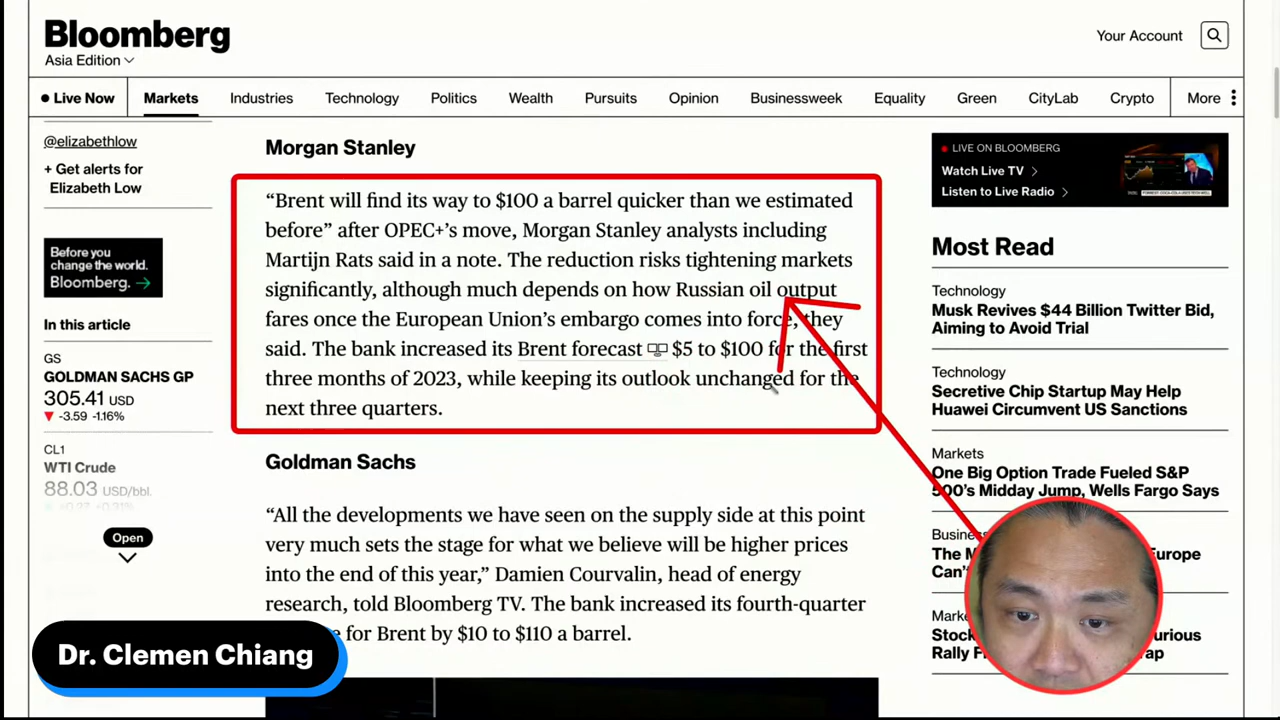 Bloomberg
Asia Edition
Your Account
Live Now
Markets
Industries
Technology
Politics
Wealth
Pursuits
Opinion
Businessweek
Equality
Green
CityLab
Crypto
More
@elizabethlow
+ Get alerts for
Elizabeth Low
Before you
change the world.
Bloomberg.
In this article
GS
GOLDMAN SACHS GP
305.41 USD
-3.59 -1.16%
CL1
WTI Crude
88.03 USD/bbl.
+0.27 +0.31%
Open
Morgan Stanley
“Brent will find its way to $100 a barrel quicker than we estimated
before” after OPEC+’s move, Morgan Stanley analysts including
Martijn Rats said in a note. The reduction risks tightening markets
significantly, although much depends on how Russian oil output
fares once the European Union’s embargo comes into force, they
said. The bank increased its Brent forecast $5 to $100 for the first
three months of 2023, while keeping its outlook unchanged for the
next three quarters.
Goldman Sachs
“All the developments we have seen on the supply side at this point
very much sets the stage for what we believe will be higher prices
into the end of this year,” Damien Courvalin, head of energy
research, told Bloomberg TV. The bank increased its fourth-quarter
for Brent by $10 to $110 a barrel.
LIVE ON BLOOMBERG
Watch Live TV
Listen to Live Radio
Most Read
Technology
Musk Revives $44 Billion Twitter Bid,
Aiming to Avoid Trial
Technology
Secretive Chip Startup May Help
Huawei Circumvent US Sanctions
Markets
One Big Option Trade Fueled S&P
500’s Midday Jump, Wells Fargo Says
The
Europe
Can’t
Rally
Dr. Clemen Chiang